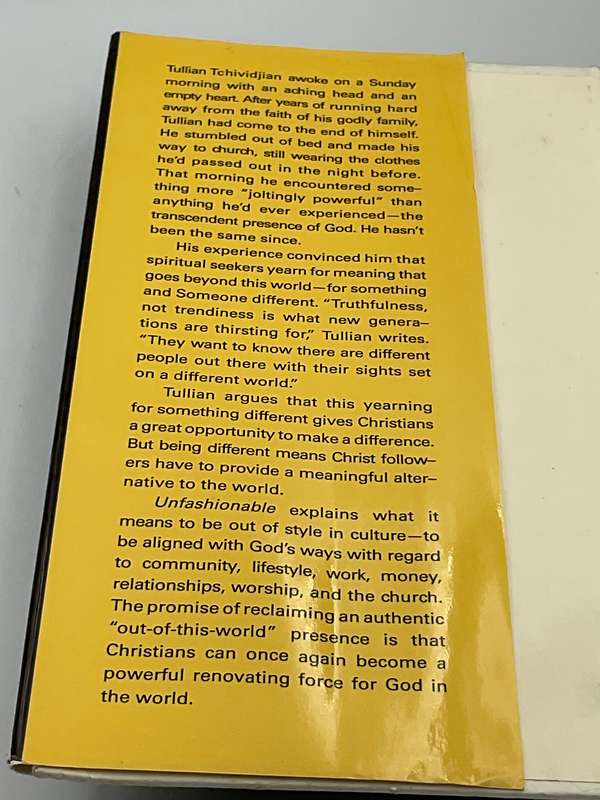 Tullian Tchividjian awoke on a Sunday
morning with an aching head and an
empty heart. After years of running hard
away from the faith of his godly family,
Tullian had come to the end of himself.
He stumbled out of bed and made his
way to church, still wearing the clothes
he'd passed out in the night before.
That morning he encountered some–
thing more “joltingly powerful” than
anything he'd ever experienced—the
transcendent presence of God. He hasn't
been the same since.
His experience convinced him that
spiritual seekers yearn for meaning that
goes beyond this world—for something
and Someone different. “Truthfulness,
not trendiness is what new genera–
tions are thirsting for,” Tullian writes.
“They want to know there are different
people out there with their sights set
on a different world.”
Tullian argues that this yearning
for something different gives Christians
a great opportunity to make a difference.
But being different means Christ follow–
ers have to provide a meaningful alter–
native to the world.
Unfashionable explains what it
means to be out of style in culture—to
be aligned with God's ways with regard
to community, lifestyle, work, money,
relationships, worship, and the church.
The promise of reclaiming an authentic
“out-of-this-world” presence is that
Christians can once again become a
powerful renovating force for God in
the world.